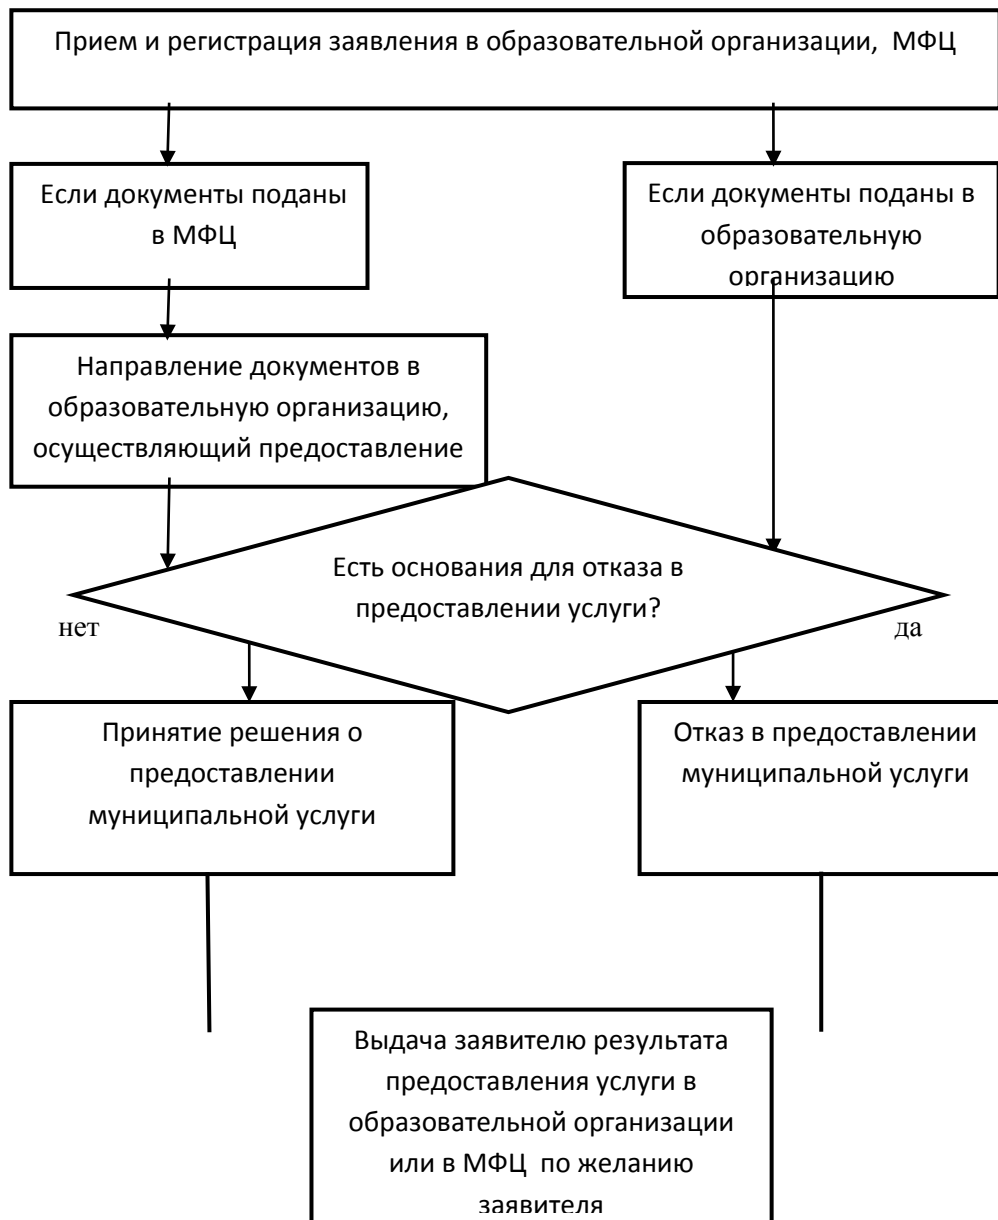 Прием и регистрация заявления в образовательной организации, МФЦ
Если документы поданы
в МФЦ
Если документы поданы в
образовательную
организацию
Направление документов в
образовательную организацию,
осуществляющий предоставление
Есть основания для отказа в
предоставлении услуги?
нет
да
Принятие решения о
предоставлении
муниципальной услуги
Отказ в предоставлении
муниципальной услуги
Выдача заявителю результата
предоставления услуги в
образовательной организации
или в МФЦ по желанию
заявителя